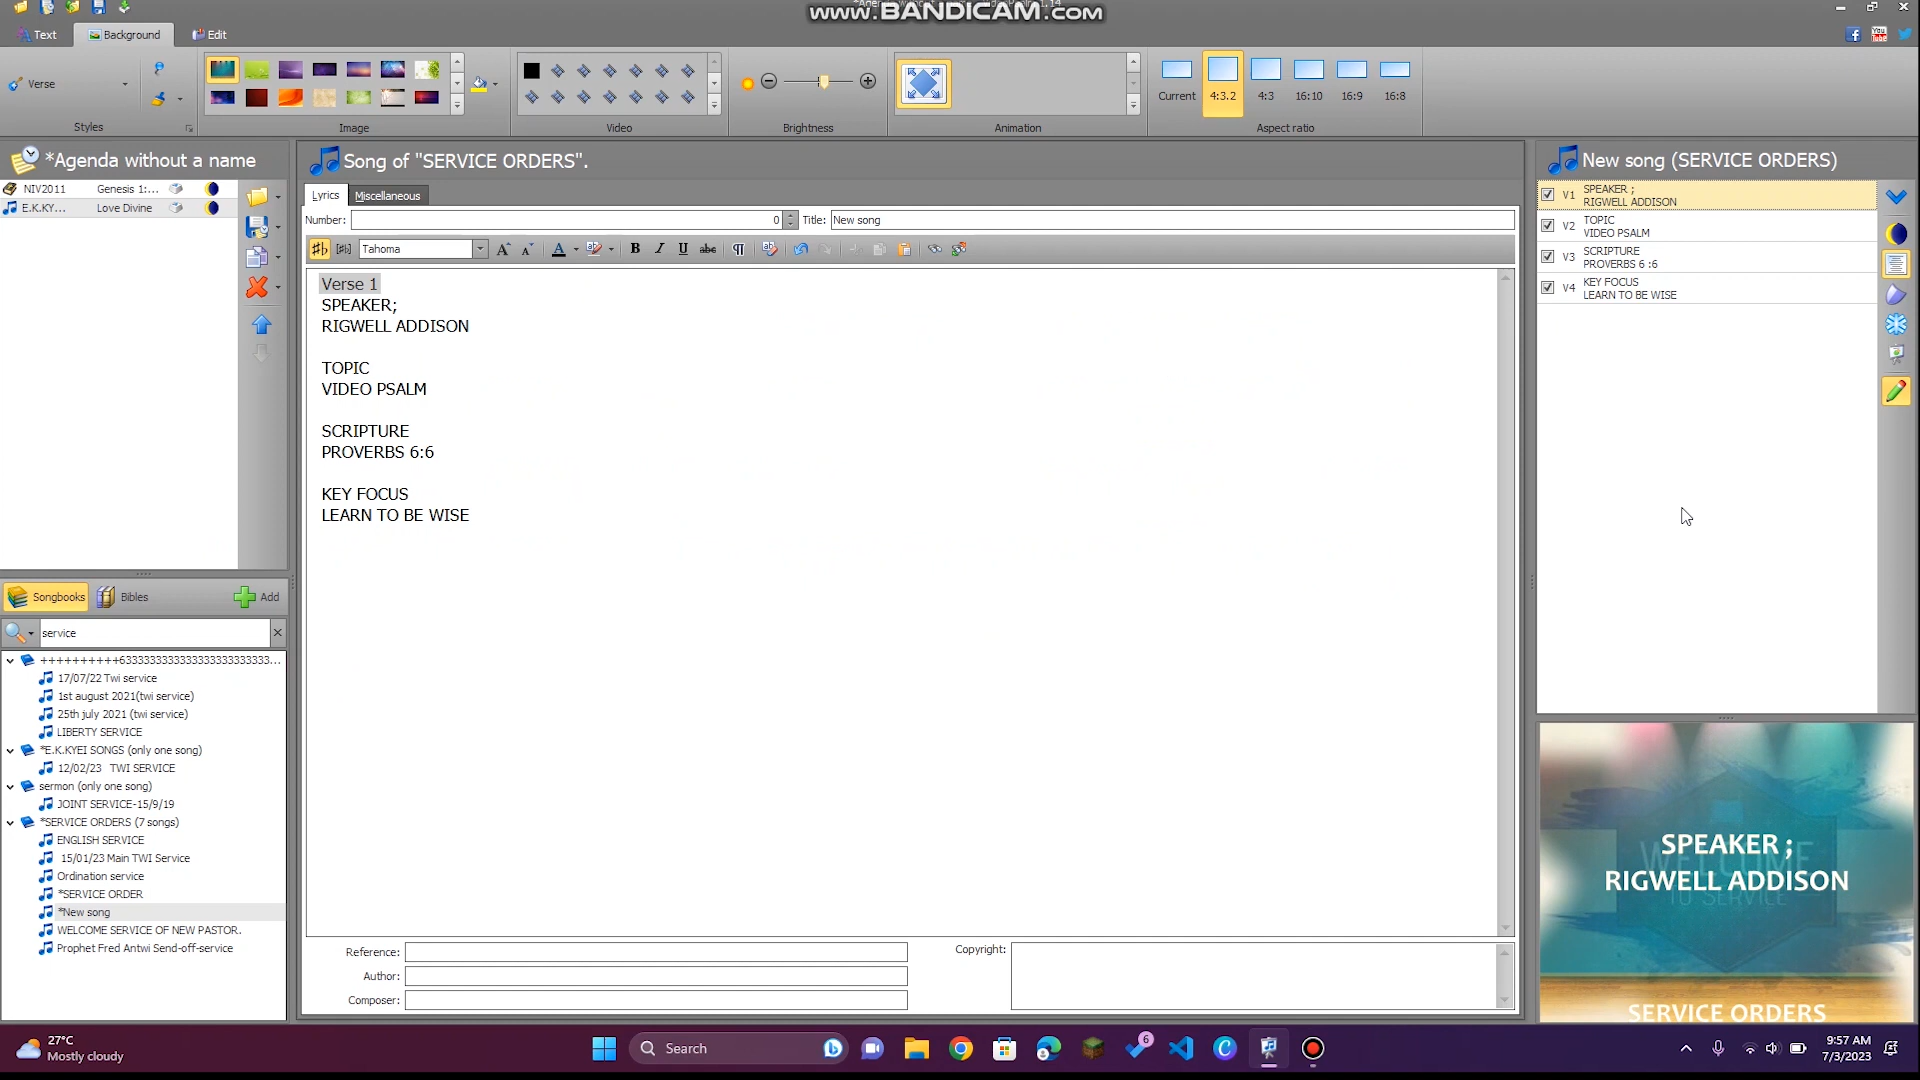 www.BANDICAM.com
Text
Background
Edit
Verse
Styles
Image
Video
Brightness
Animation
Current
4:3.2
4:3
16:10
16:9
16:8
Aspect ratio
*Agenda without a name
NIV2011 Genesis 1:...
E.K.KY... Love Divine
Song of "SERVICE ORDERS".
Lyrics
Miscellaneous
Number: 0
Title: New song
Tahoma
Verse 1
SPEAKER;
RIGWELL ADDISON
TOPIC
VIDEO PSALM
SCRIPTURE
PROVERBS 6:6
KEY FOCUS
LEARN TO BE WISE
Reference:
Author:
Composer:
Copyright:
New song (SERVICE ORDERS)
V1 SPEAKER ;
RIGWELL ADDISON
V2 TOPIC
VIDEO PSALM
V3 SCRIPTURE
PROVERBS 6 :6
V4 KEY FOCUS
LEARN TO BE WISE
Songbooks
Bibles
Add
service
17/07/22 Twi service
1st august 2021(twi service)
25th july 2021 (twi service)
LIBERTY SERVICE
*E.K.KYEI SONGS (only one song)
12/02/23 TWI SERVICE
sermon (only one song)
JOINT SERVICE-15/9/19
*SERVICE ORDERS (7 songs)
ENGLISH SERVICE
15/01/23 Main TWI Service
Ordination service
*SERVICE ORDER
*New song
WELCOME SERVICE OF NEW PASTOR.
Prophet Fred Antwi Send-off-service
SPEAKER ;
WELCOME
RIGWELL ADDISON
TO SERVICE
SERVICE ORDERS
27°C
Mostly cloudy
Search
6
9:57 AM
7/3/2023